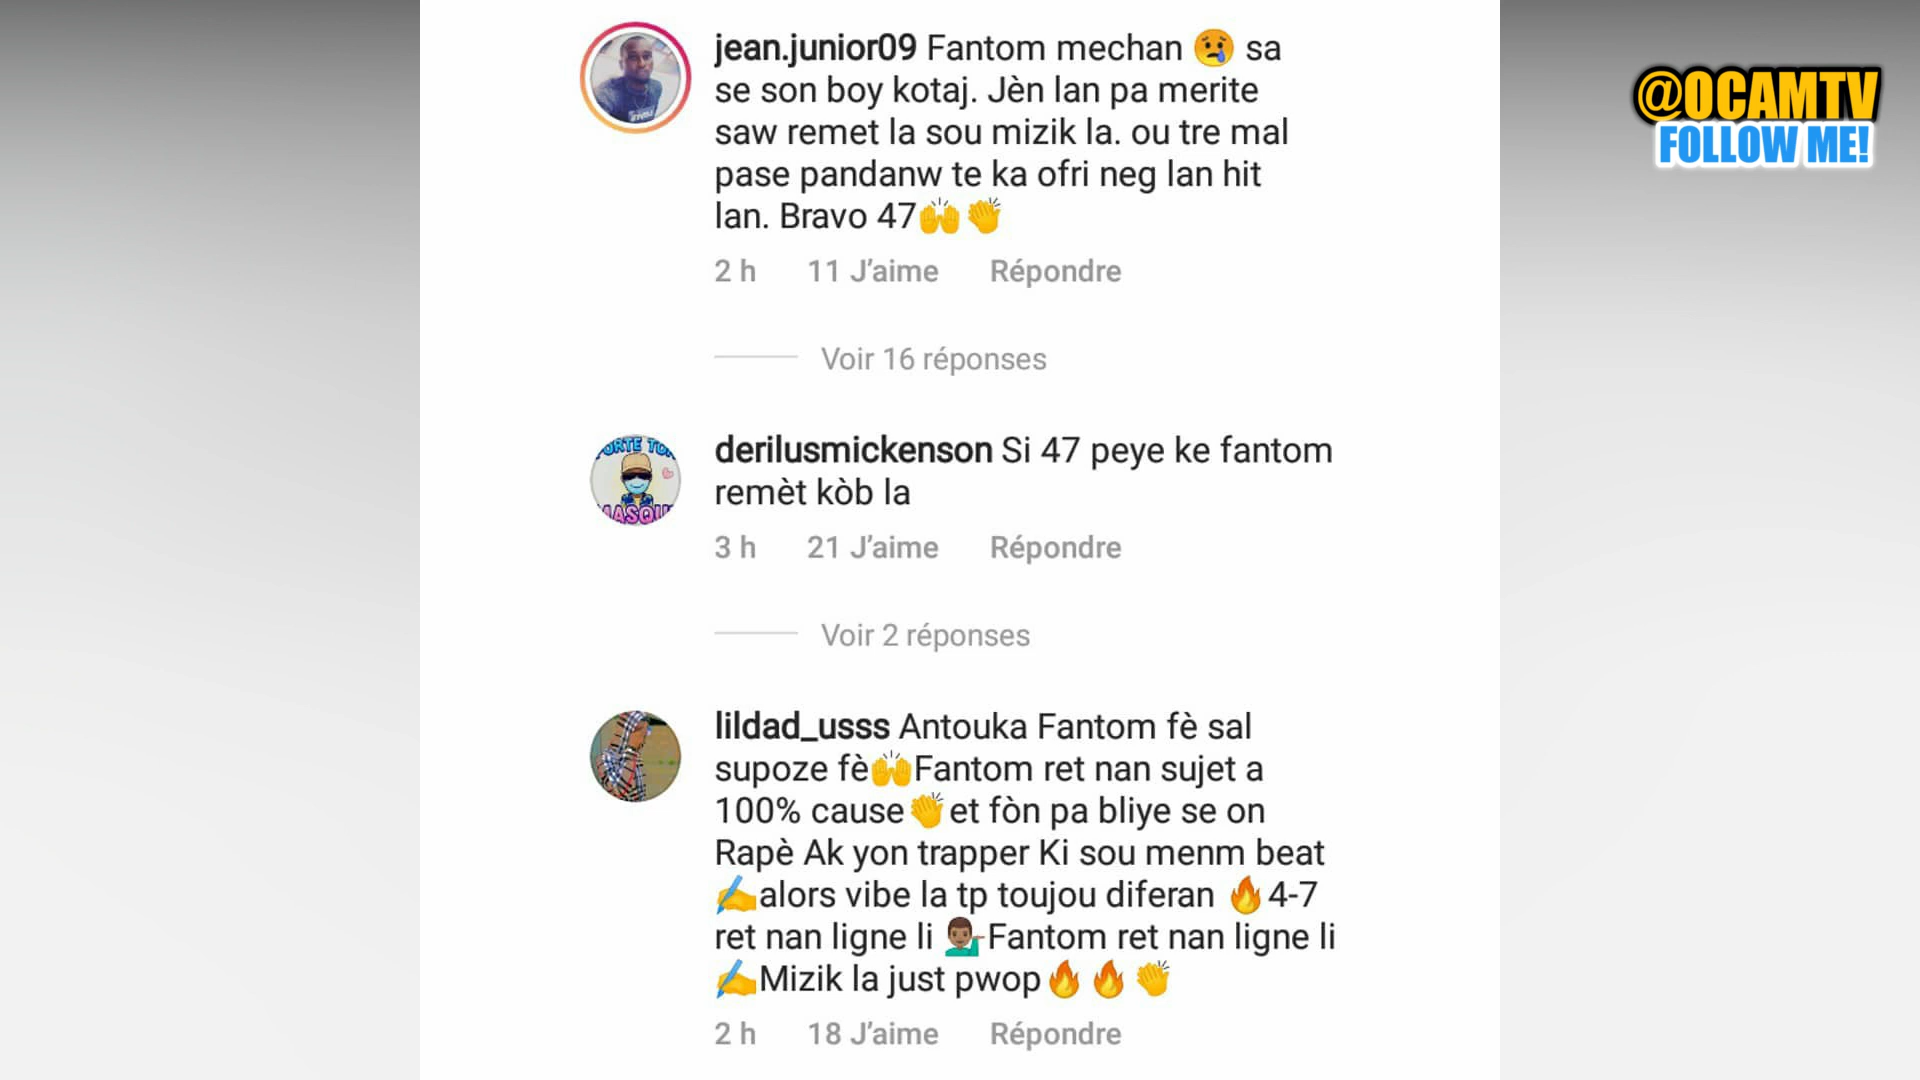 jean.junior09 Fantom mechan 😢 sa
se son boy kotaj. Jèn lan pa merite
saw remet la sou mizik la. ou tre mal
pase pandanw te ka ofri neg lan hit
lan. Bravo 47🙌👏
2 h 11 J'aime Répondre
Voir 16 réponses
derilusmickenson Si 47 peye ke fantom
remèt kòb la
3 h 21 J'aime Répondre
Voir 2 réponses
lildad_usss Antouka Fantom fè sal
supoze fè🙌Fantom ret nan sujet a
100% cause👏et fòn pa bliye se on
Rapè Ak yon trapper Ki sou menm beat
✍alors vibe la tp toujou diferan 🔥4-7
ret nan ligne li 💁🏽‍♂️Fantom ret nan ligne li
✍Mizik la just pwop🔥🔥👏
2 h 18 J'aime Répondre
@OCAMTV
FOLLOW ME!